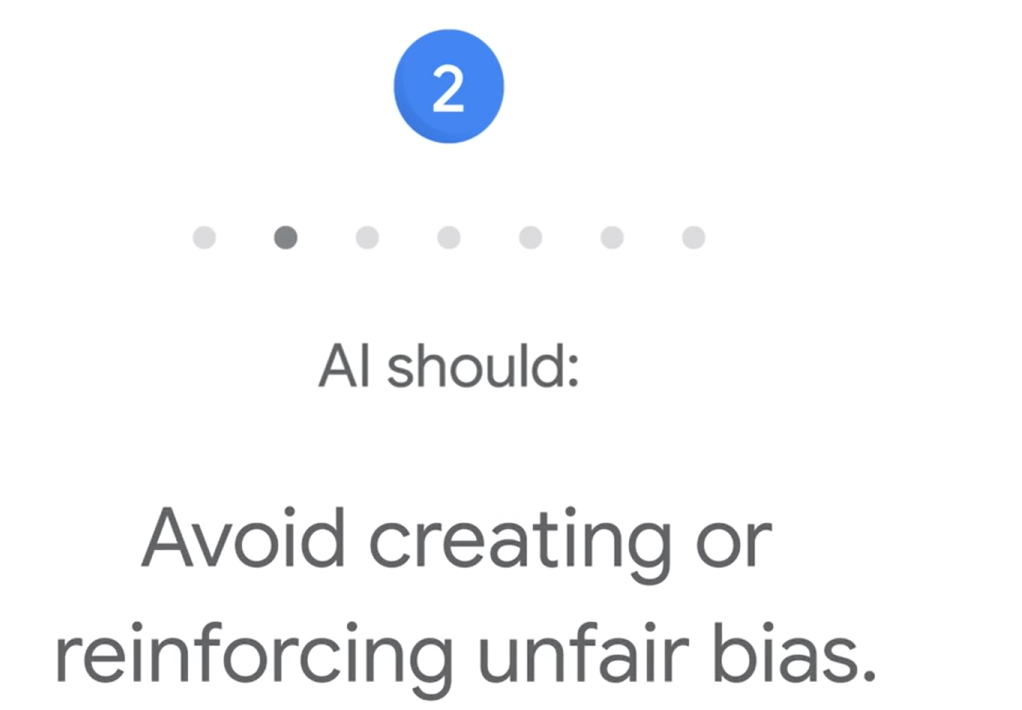 2
AI should:
Avoid creating or
reinforcing unfair bias.